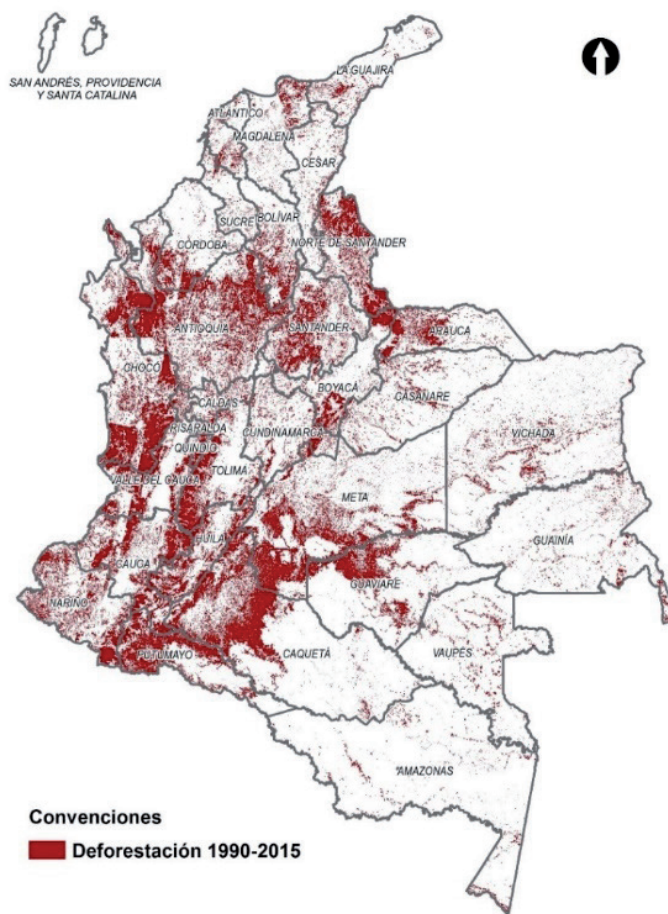 SAN ANDRÉS, PROVIDENCIA
Y SANTA CATALINA
LA GUAJIRA
ATLÁNTICO
MAGDALENA
CÉSAR
SUCRE
BOLÍVAR
CÓRDOBA
NORTE DE SANTANDER
ANTIOQUIA
SANTANDER
ARAUCA
CHOCÓ
BOYACÁ
CALDAS
CASANARE
RISARALDA
CUNDINAMARCA
VICHADA
QUINDIO
TOLIMA
VALLE DEL CAUCA
META
HUILA
GUAINÍA
CAUCA
GUAVIARE
NARIÑO
PUTUMAYO
CAQUETÁ
VAUPÉS
AMAZONAS
Convenciones
Deforestación 1990-2015